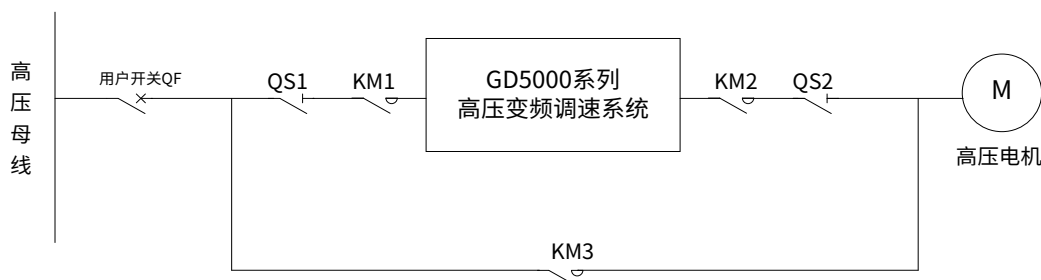 高压母线
用户开关QF
QS1
KM1
GD5000系列
高压变频调速系统
KM2
QS2
M
高压电机
KM3